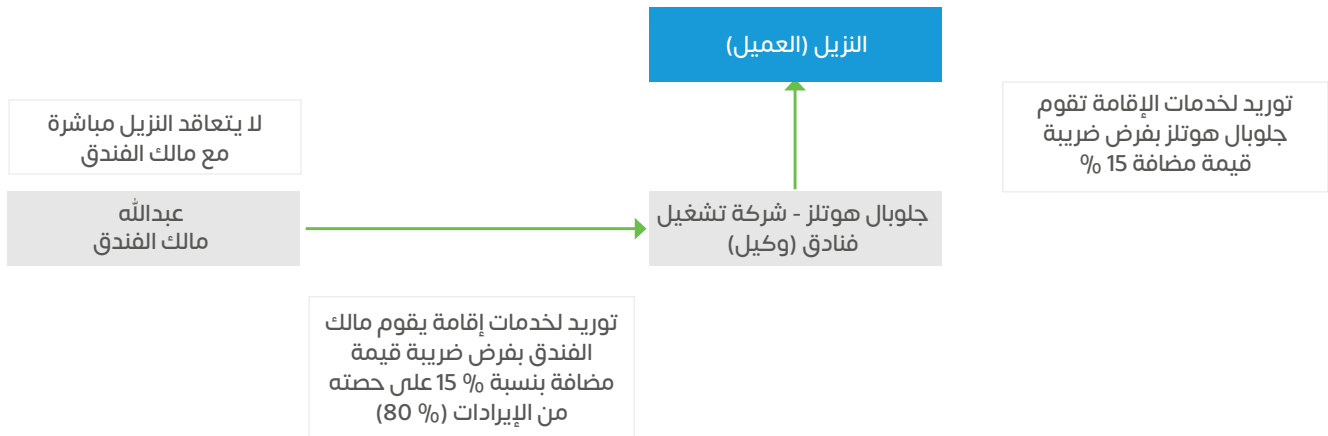 النزيل (العميل)
توريد لخدمات الإقامة تقوم
جلوبال هوتلز بفرض ضريبة
قيمة مضافة 15 %
لا يتعاقد النزيل مباشرة
مع مالك الفندق
جلوبال هوتلز - شركة تشغيل
فنادق (وكيل)
عبدالله
مالك الفندق
توريد لخدمات إقامة يقوم مالك
الفندق بفرض ضريبة قيمة
مضافة بنسبة % 15 على حصته
من الإيرادات (% 80)